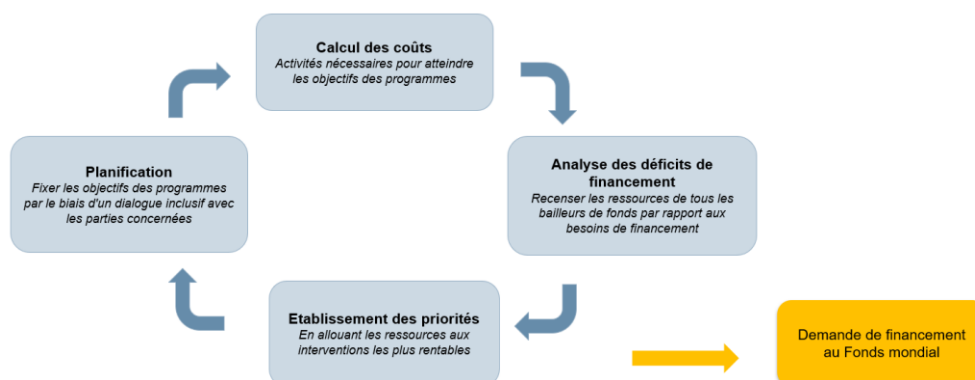 Calcul des coûts
Activités nécessaires pour atteindre
les objectifs des programmes
Planification
Fixer les objectifs des programmes
par le biais d'un dialogue inclusif avec
les parties concernées
Analyse des déficits de
financement
Recenser les ressources de tous les
bailleurs de fonds par rapport aux
besoins de financement
Etablissement des priorités
En allouant les ressources aux
interventions les plus rentables
Demande de financement
au Fonds mondial